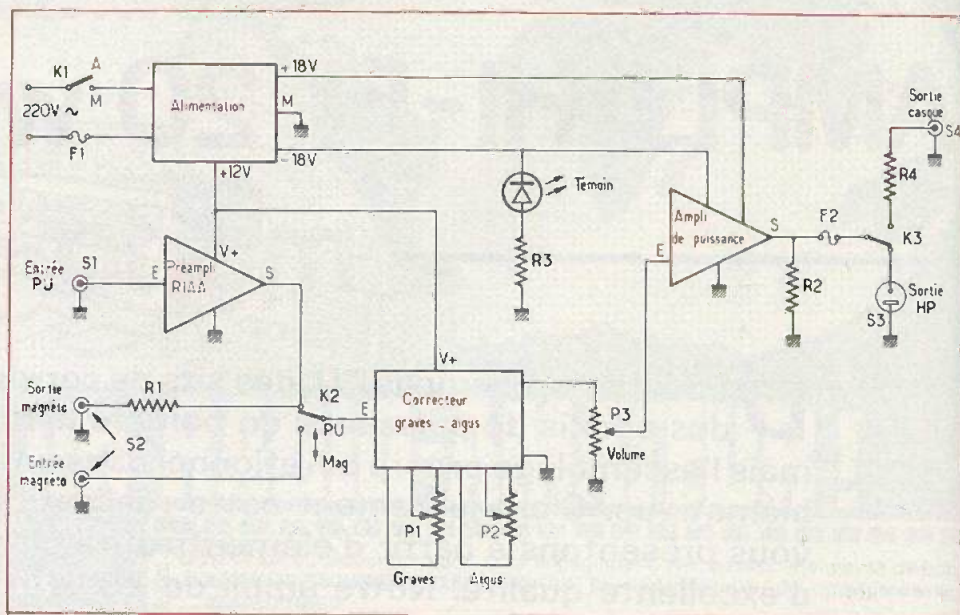 K1
A
M
220V ~
F1
Alimentation
+18V
M
-18V
+12V
Témoin
R3
Ampli
de puissance
E
S
F2
R2
K3
R4
Sortie
casque
S4
S3
Sortie
HP
Entrée
PU
S1
E
Préampli
RIAA
V+
S
Sortie
magnéto
R1
S2
Entrée
magnéto
K2
PU
Mag
E
V+
Correcteur
graves - aigus
P1
Graves
P2
Aigus
P3
Volume